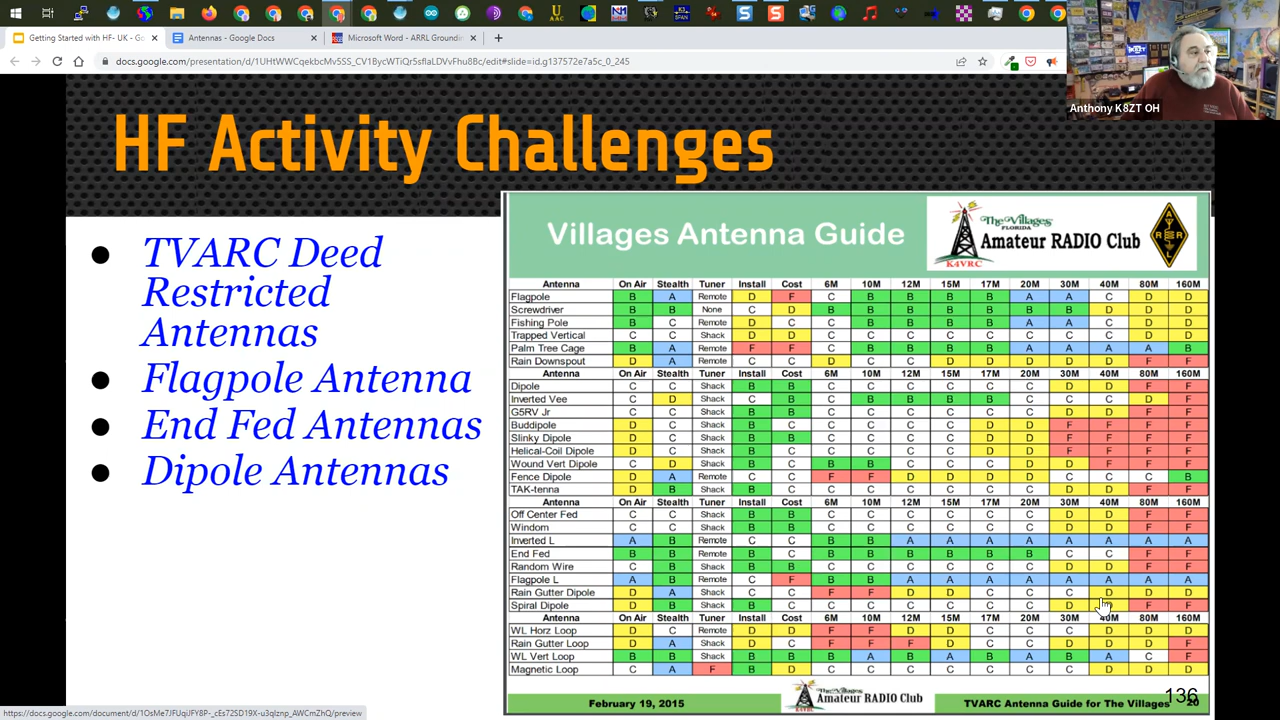 Getting Started with HF- UK - Go
Antennas - Google Docs
Microsoft Word - ARRL Grounding
docs.google.com/presentation/d/1UHtWWCqekbcMv5SS_CV1BywTiQr5sflaLDVvFhu8Bc/edit#slide=id.g137572e7a5c_0_245
Anthony K8ZT OH
HF Activity Challenges
● TVARC Deed
Restricted
Antennas
● Flagpole Antenna
● End Fed Antennas
● Dipole Antennas
Villages Antenna Guide
The Villages
FLORIDA
Amateur RADIO Club
K4VRC
Antenna On Air Stealth Tuner Install Cost 6M 10M 12M 15M 17M 20M 30M 40M 80M 160M
Flagpole B A Remote D F C B B B B A A C D D
Screwdriver B B None C D B B B B B B B D D D
Fishing Pole B C Remote D C C B B B B A A C D D
Trapped Vertical C C Shack D D C C C C C C C C D D
Palm Tree Cage B A Remote F F C B B B B A A A A B
Rain Downspout D A Remote C C D C C D D D D D F F
Antenna On Air Stealth Tuner Install Cost 6M 10M 12M 15M 17M 20M 30M 40M 80M 160M
Dipole C C Shack B B C C C C C C D D F F
Inverted Vee C D Shack C B C B B B B C C C D F
G5RV Jr C C Shack B B C C C C C C D D F F
Buddipole D C Shack B C C C C C D D F F F F
Slinky Dipole D C Shack B B C C C C D D F F F F
Helical-Coil Dipole D C Shack B C C C C C D D F F F F
Wound Vert Dipole C D Shack B C B B C C C D D F F F
Fence Dipole D A Remote C C F F D D D D C C C B
TAK-tenna D B Shack B C C C C C C C D D F F
Antenna On Air Stealth Tuner Install Cost 6M 10M 12M 15M 17M 20M 30M 40M 80M 160M
Off Center Fed C C Shack B B C C C C C C D D F F
Windom C C Shack B B C C C C C C D D F F
Inverted L A B Remote C C B B A A A A A A A A
End Fed B B Remote B C B B B B B B C C F F
Random Wire C B Shack B B C C C C C C D D F F
Flagpole L A B Remote C F B B A A A A A A A A
Rain Gutter Dipole D A Shack C C F F D D C C C D D D
Spiral Dipole D B Shack B C C C C C C C D D F F
Antenna On Air Stealth Tuner Install Cost 6M 10M 12M 15M 17M 20M 30M 40M 80M 160M
WL Horz Loop D C Remote D D F F D D C C C D D D
Rain Gutter Loop D A Shack D C F F F D C C D D D F
WL Vert Loop B B Shack B B B A B A B A B A C F
Magnetic Loop C A F B D C C C C C C C D D D
February 19, 2015
The Villages
Amateur RADIO Club
TVARC Antenna Guide for The Villages 20
136